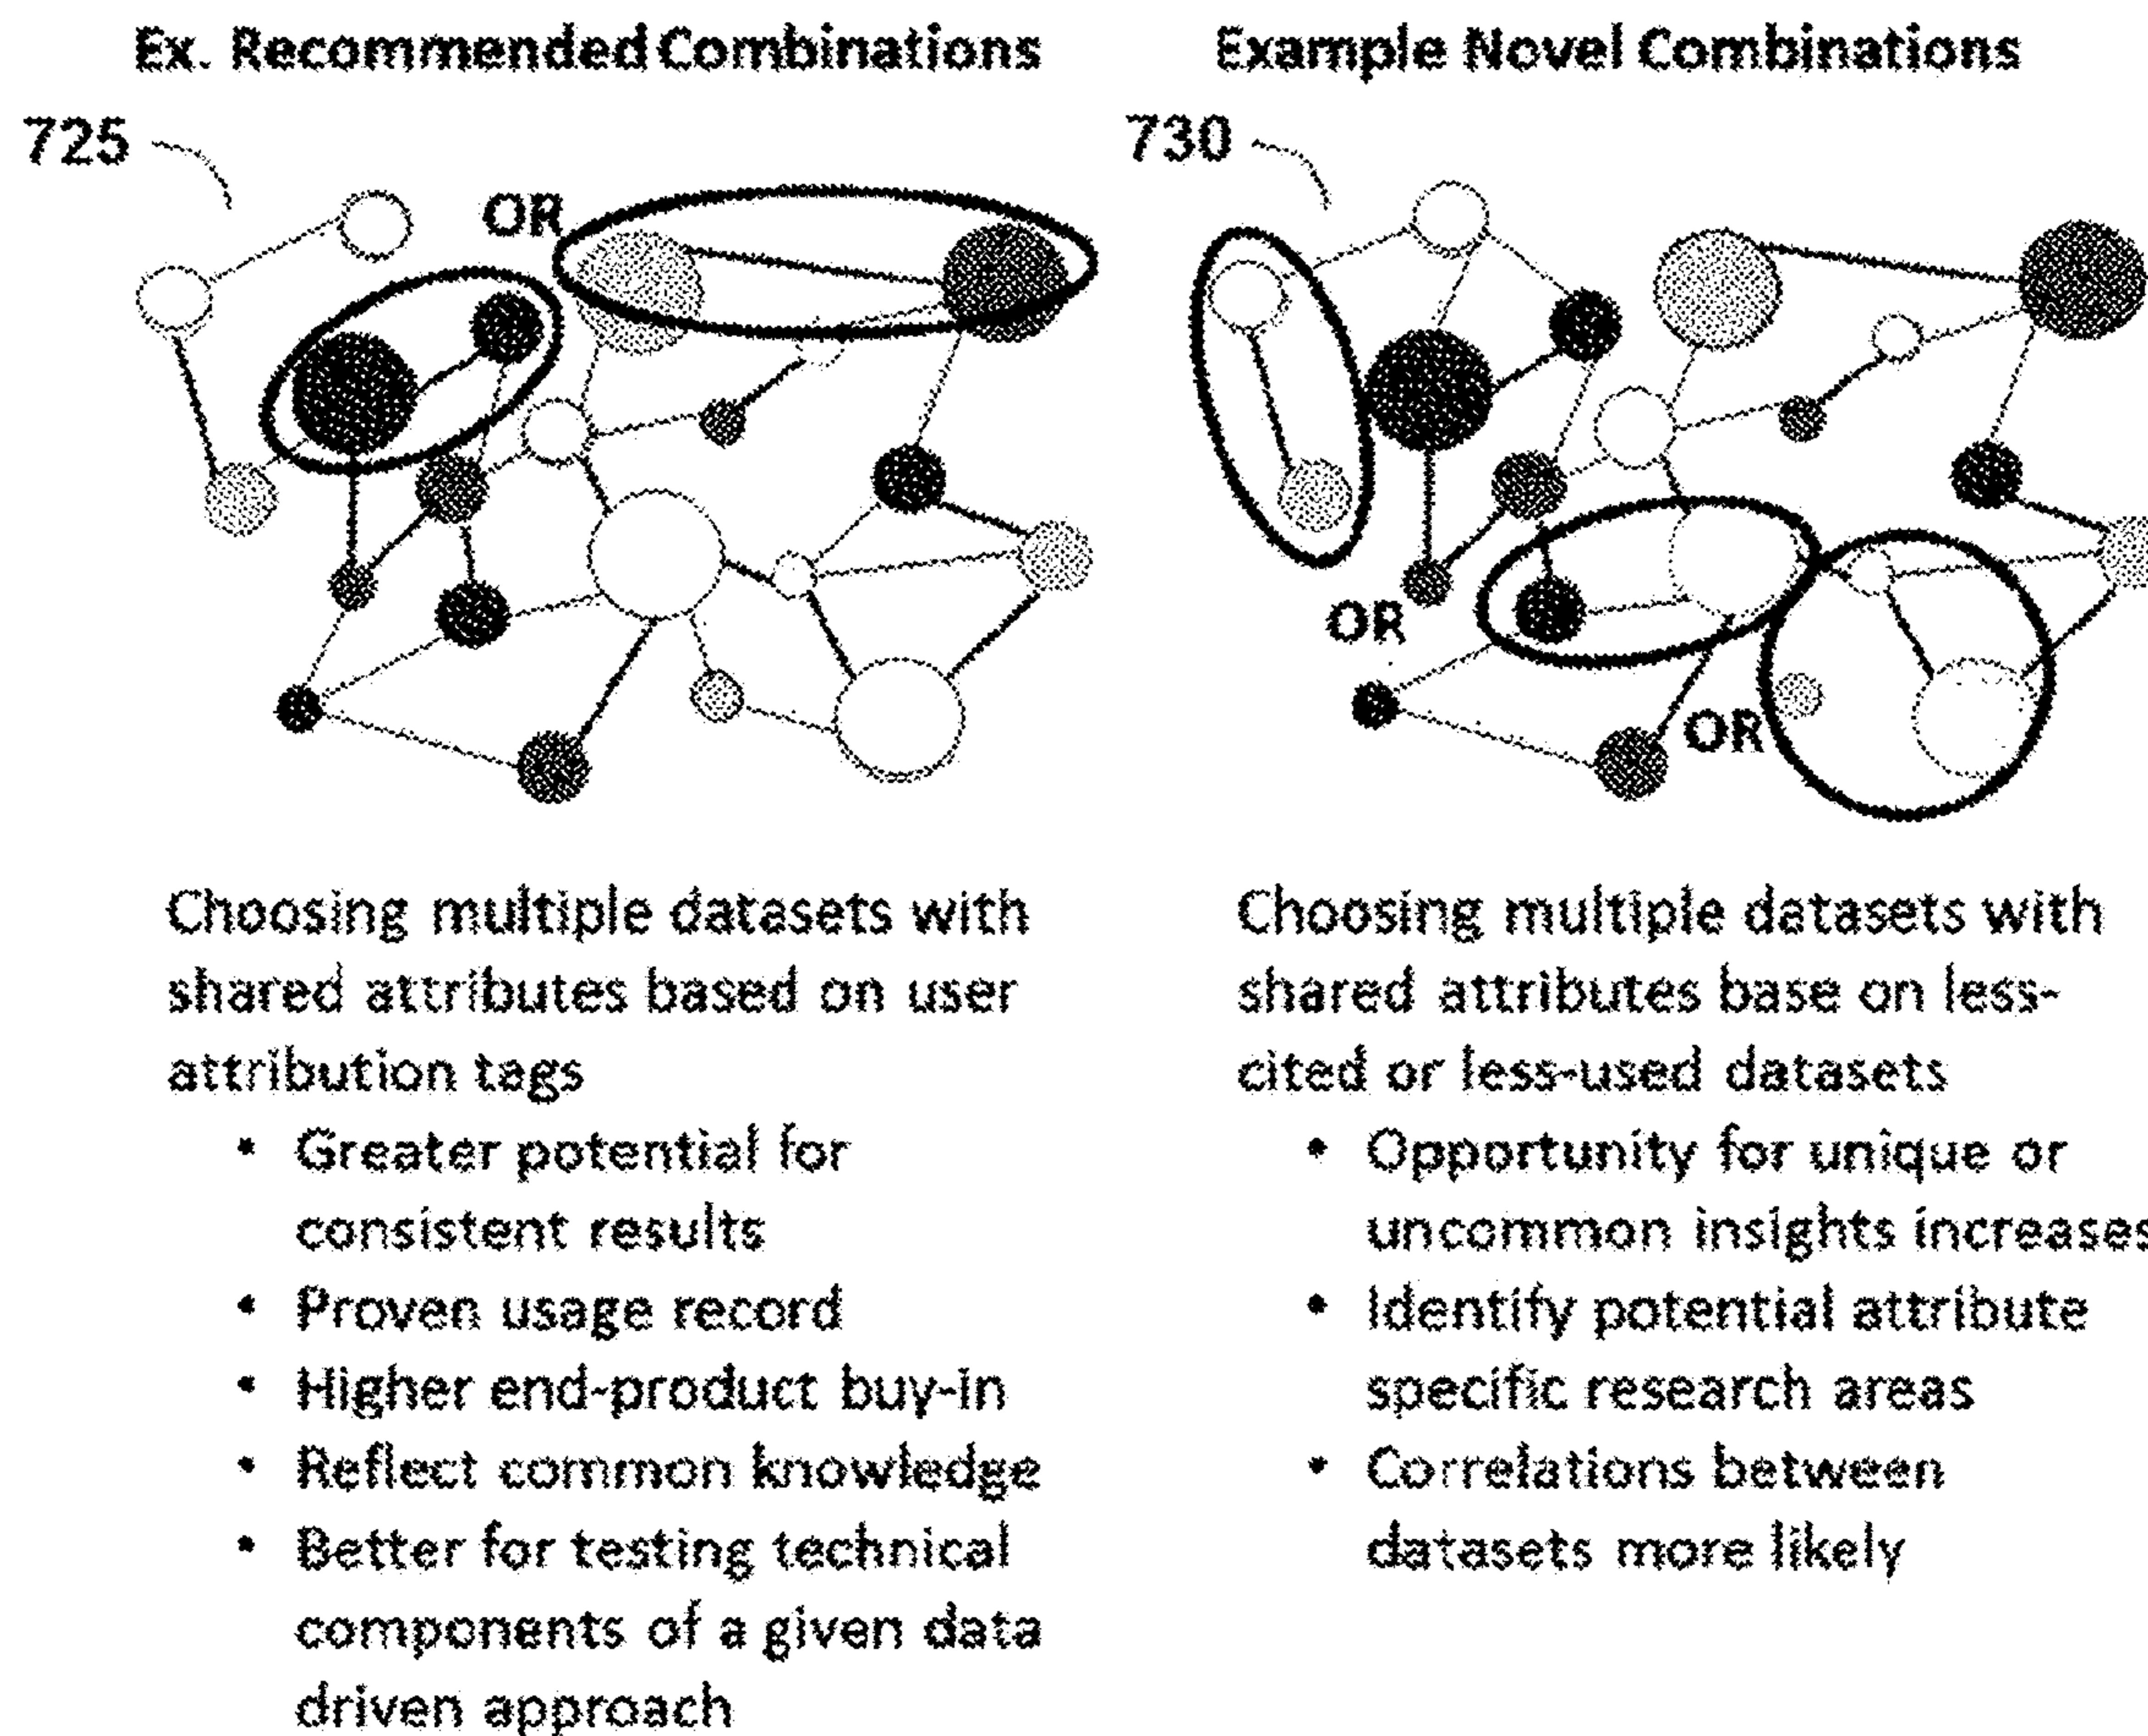 Ex. Recommended Combinations
725
OR
Choosing multiple datasets with
shared attributes based on user
attribution tags
• Greater potential for
consistent results
• Proven usage record
• Higher end-product buy-in
• Reflect common knowledge
• Better for testing technical
components of a given data
driven approach
Example Novel Combinations
730
OR
OR
Choosing multiple datasets with
shared attributes base on less-
cited or less-used datasets
• Opportunity for unique or
uncommon insights increases
• Identify potential attribute
specific research areas
• Correlations between
datasets more likely